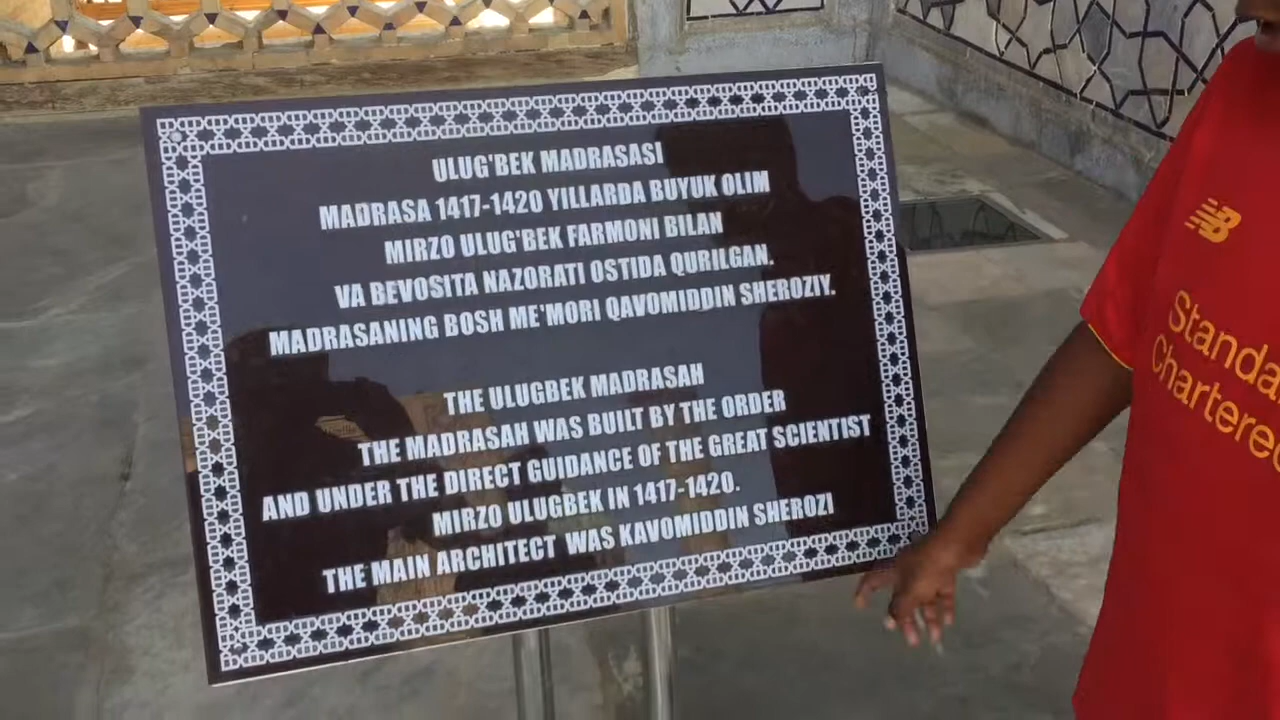 ULUG'BEK MADRASASI
MADRASA 1417-1420 YILLARDA BUYUK OLIM
MIRZO ULUG'BEK FARMONI BILAN
VA BEVOSITA NAZORATI OSTIDA QURILGAN.
MADRASANING BOSH ME'MORI QAVOMIDDIN SHEROZIY.
THE ULUGBEK MADRASAH
THE MADRASAH WAS BUILT BY THE ORDER
AND UNDER THE DIRECT GUIDANCE OF THE GREAT SCIENTIST
MIRZO ULUGBEK IN 1417-1420.
THE MAIN ARCHITECT WAS KAVOMIDDIN SHEROZI
NB
Standa
Chartere